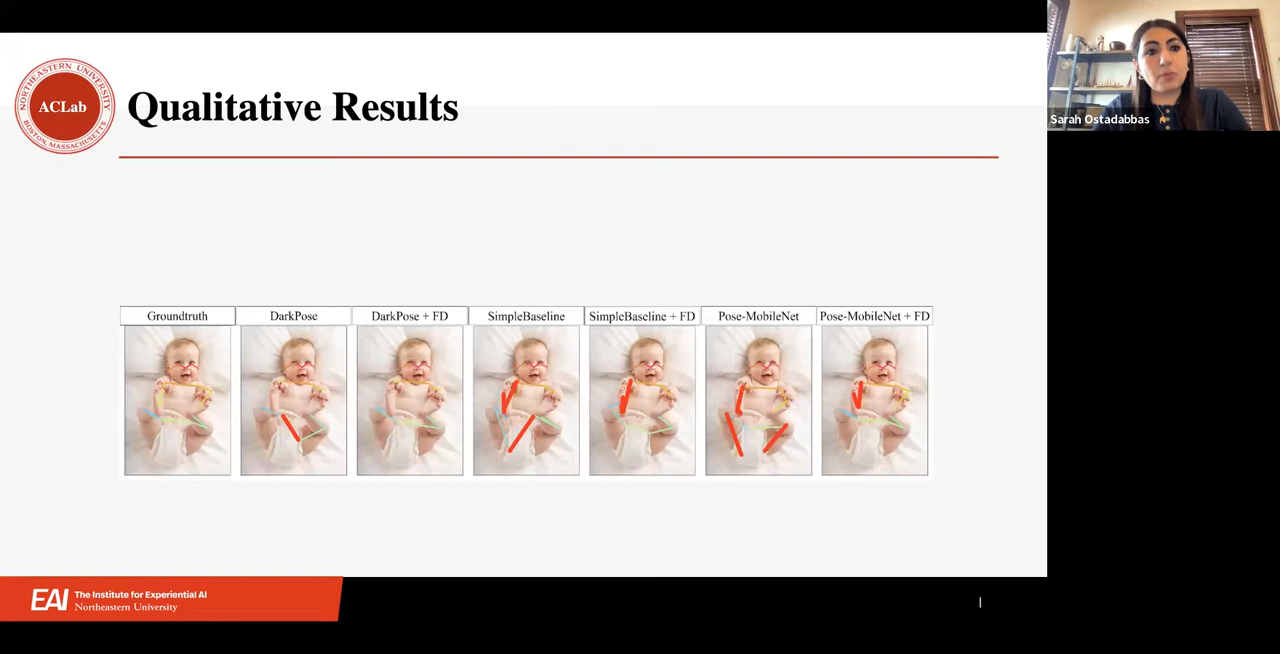 NORTHEASTERN UNIVERSITY
ACLab
BOSTON, MASSACHUSETTS
Qualitative Results
Sarah Ostadabbas
Groundtruth
DarkPose
DarkPose + FD
SimpleBaseline
SimpleBaseline + FD
Pose-MobileNet
Pose-MobileNet + FD
EAI
The Institute for Experiential AI
Northeastern University